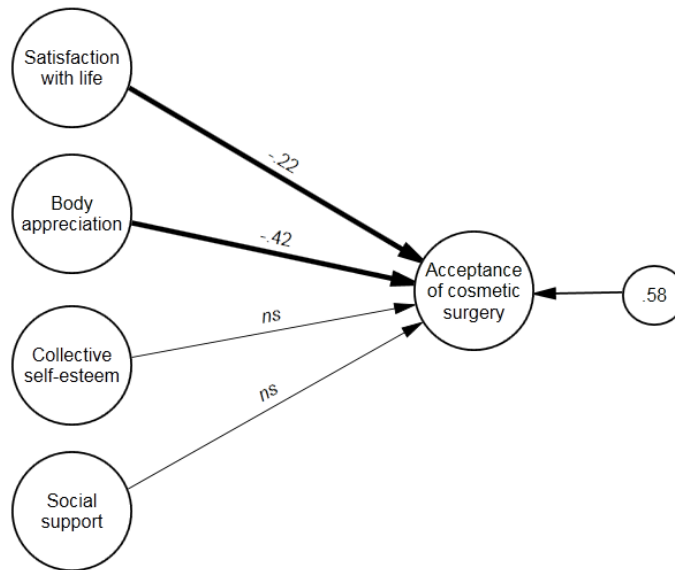 Satisfaction
with life
-.22
Body
appreciation
-.42
Acceptance
of cosmetic
surgery
.58
ns
Collective
self-esteem
ns
Social
support